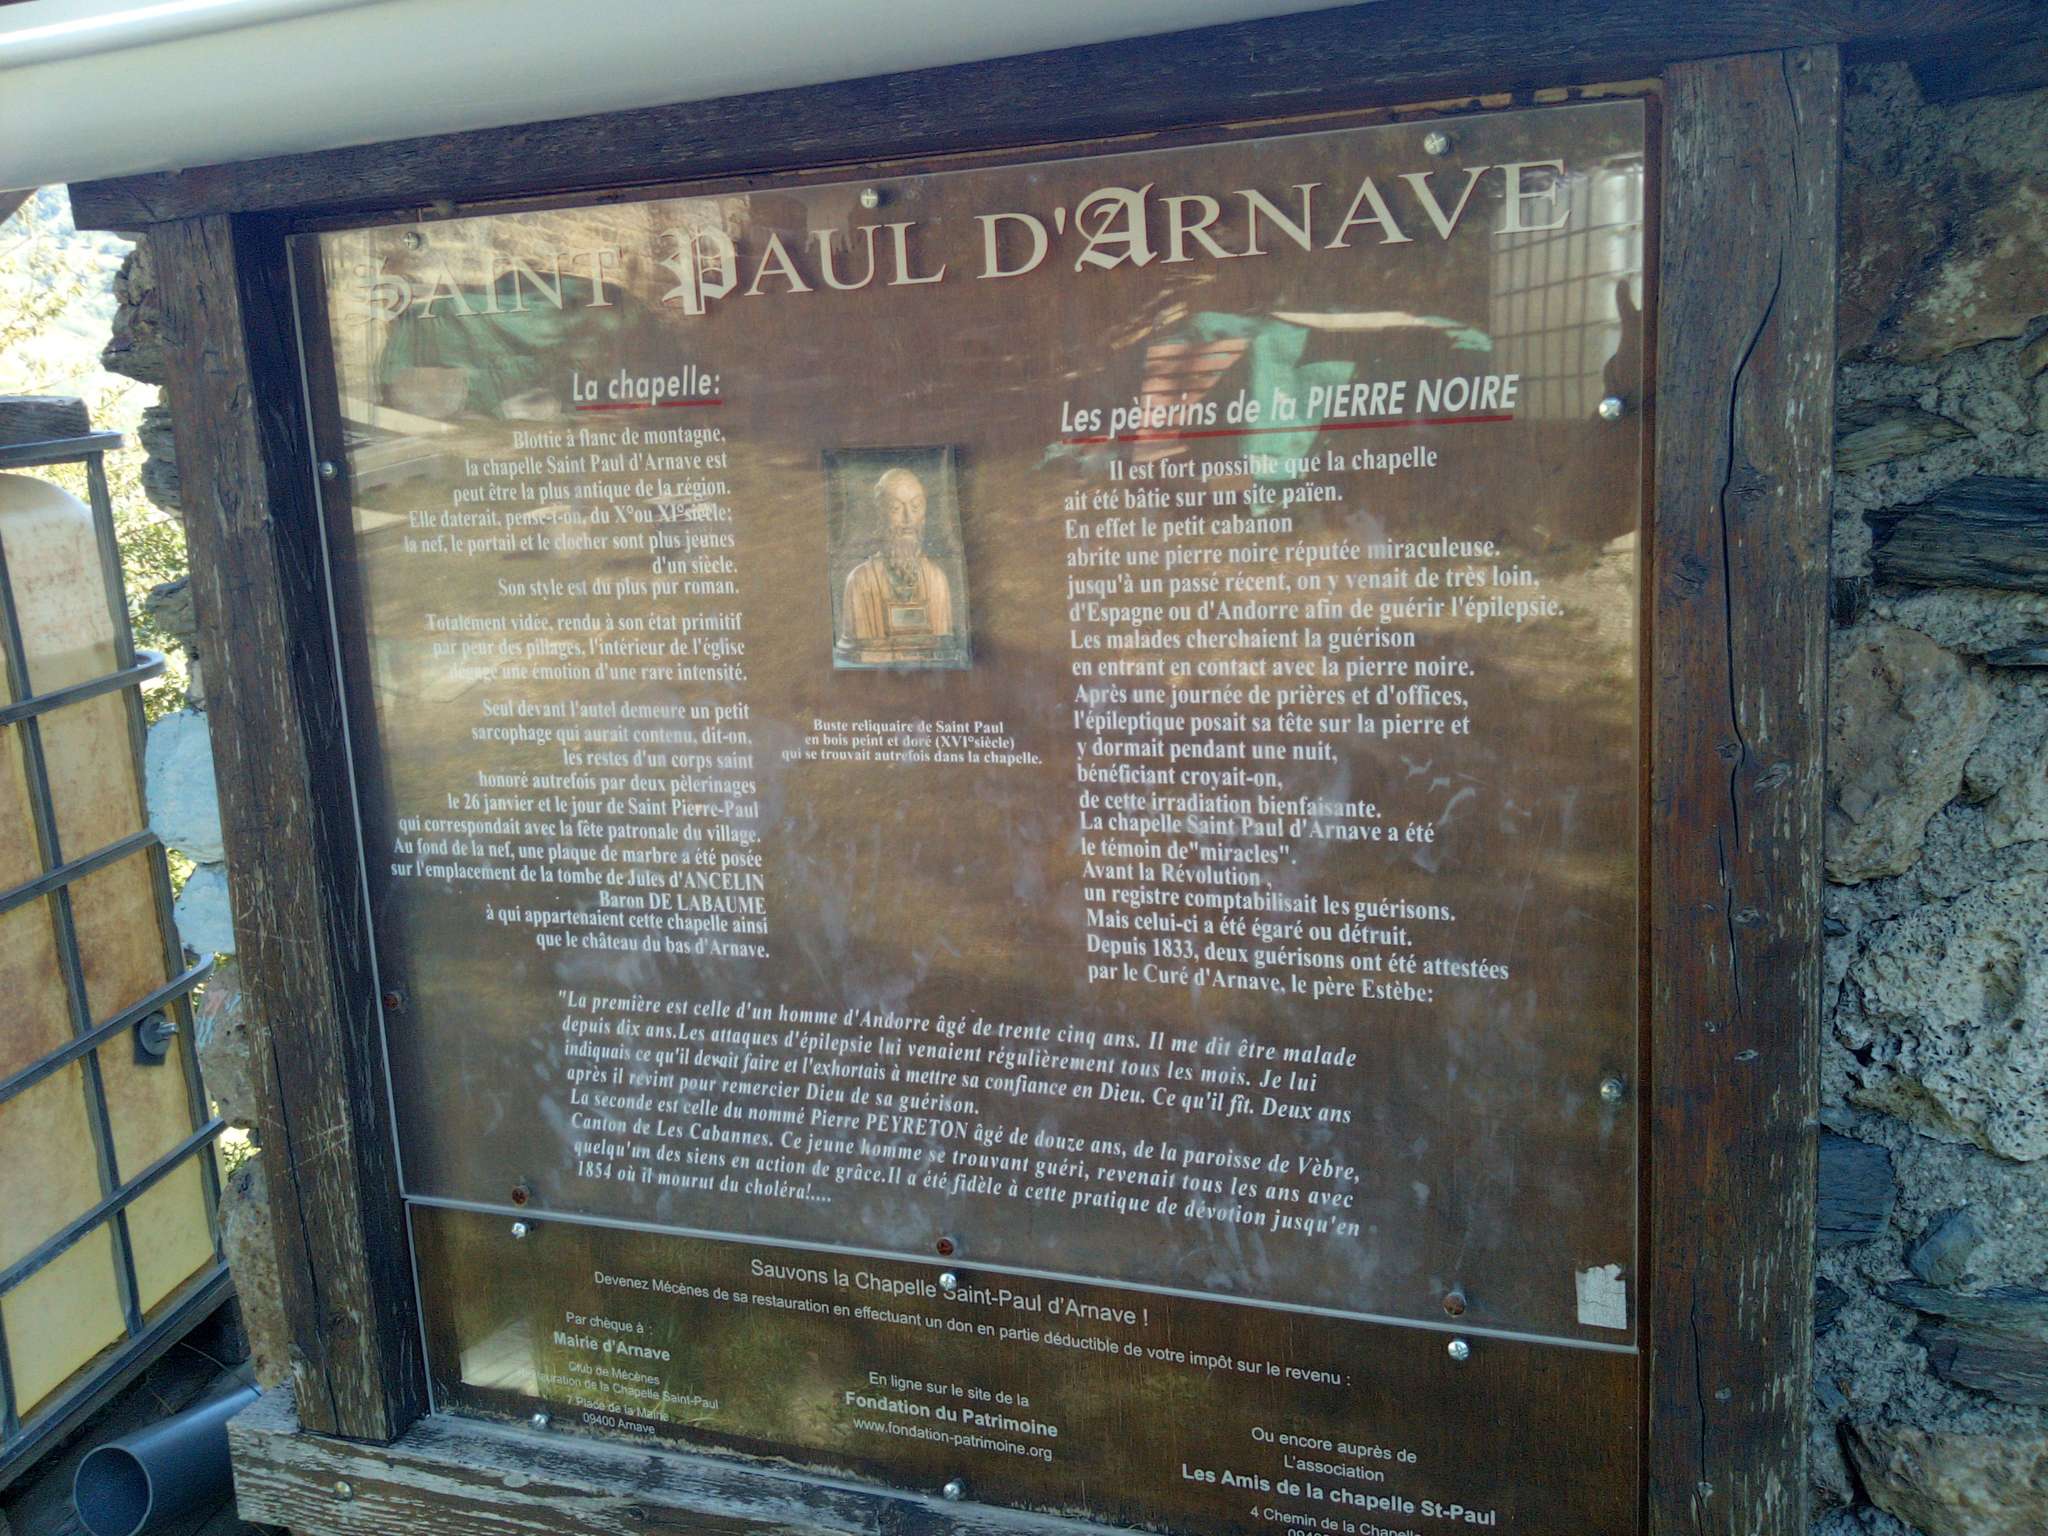 SAINT PAUL D'ARNAVE
La chapelle:
Blottie à flanc de montagne,
la chapelle Saint Paul d'Arnave est
peut être la plus antique de la région.
Elle daterait, pense-t-on, du X°ou XI°siècle;
la nef, le portail et le clocher sont plus jeunes
d'un siècle.
Son style est du plus pur roman.
Totalement vidée, rendu à son état primitif
par peur des pillages, l'intérieur de l'église
dégage une émotion d'une rare intensité.
Seul devant l'autel demeure un petit
sarcophage qui aurait contenu, dit-on,
les restes d'un corps saint
honoré autrefois par deux pèlerinages
le 26 janvier et le jour de Saint Pierre-Paul
qui correspondait avec la fête patronale du village.
Au fond de la nef, une plaque de marbre a été posée
sur l'emplacement de la tombe de Jules d'ANCELIN
Baron DE LABAUME
à qui appartenaient cette chapelle ainsi
que le château du bas d'Arnave.
Buste reliquaire de Saint Paul
en bois peint et doré (XVI°siècle)
qui se trouvait autrefois dans la chapelle.
Les pèlerins de la PIERRE NOIRE
Il est fort possible que la chapelle
ait été bâtie sur un site païen.
En effet le petit cabanon
abrite une pierre noire réputée miraculeuse.
jusqu'à un passé récent, on y venait de très loin,
d'Espagne ou d'Andorre afin de guérir l'épilepsie.
Les malades cherchaient la guérison
en entrant en contact avec la pierre noire.
Après une journée de prières et d'offices,
l'épileptique posait sa tête sur la pierre et
y dormait pendant une nuit,
bénéficiant croyait-on,
de cette irradiation bienfaisante.
La chapelle Saint Paul d'Arnave a été
le témoin de"miracles".
Avant la Révolution ,
un registre comptabilisait les guérisons.
Mais celui-ci a été égaré ou détruit.
Depuis 1833, deux guérisons ont été attestées
par le Curé d'Arnave, le père Estèbe:
"La première est celle d'un homme d'Andorre âgé de trente cinq ans. Il me dit être malade
depuis dix ans.Les attaques d'épilepsie lui venaient régulièrement tous les mois. Je lui
indiquais ce qu'il devait faire et l'exhortais à mettre sa confiance en Dieu. Ce qu'il fît. Deux ans
après il revint pour remercier Dieu de sa guérison.
La seconde est celle du nommé Pierre PEYRETON âgé de douze ans, de la paroisse de Vèbre,
Canton de Les Cabannes. Ce jeune homme se trouvant guéri, revenait tous les ans avec
quelqu'un des siens en action de grâce.Il a été fidèle à cette pratique de dévotion jusqu'en
1854 où il mourut du choléra!....
Sauvons la Chapelle Saint-Paul d'Arnave !
Devenez Mécènes de sa restauration en effectuant un don en partie déductible de votre impôt sur le revenu :
Par chèque à :
Mairie d'Arnave
Club de Mécènes
Restauration de la Chapelle Saint-Paul
7 Place de la Mairie
09400 Arnave
En ligne sur le site de la
Fondation du Patrimoine
www.fondation-patrimoine.org
Ou encore auprès de
L'association
Les Amis de la chapelle St-Paul
4 Chemin de la Chapelle